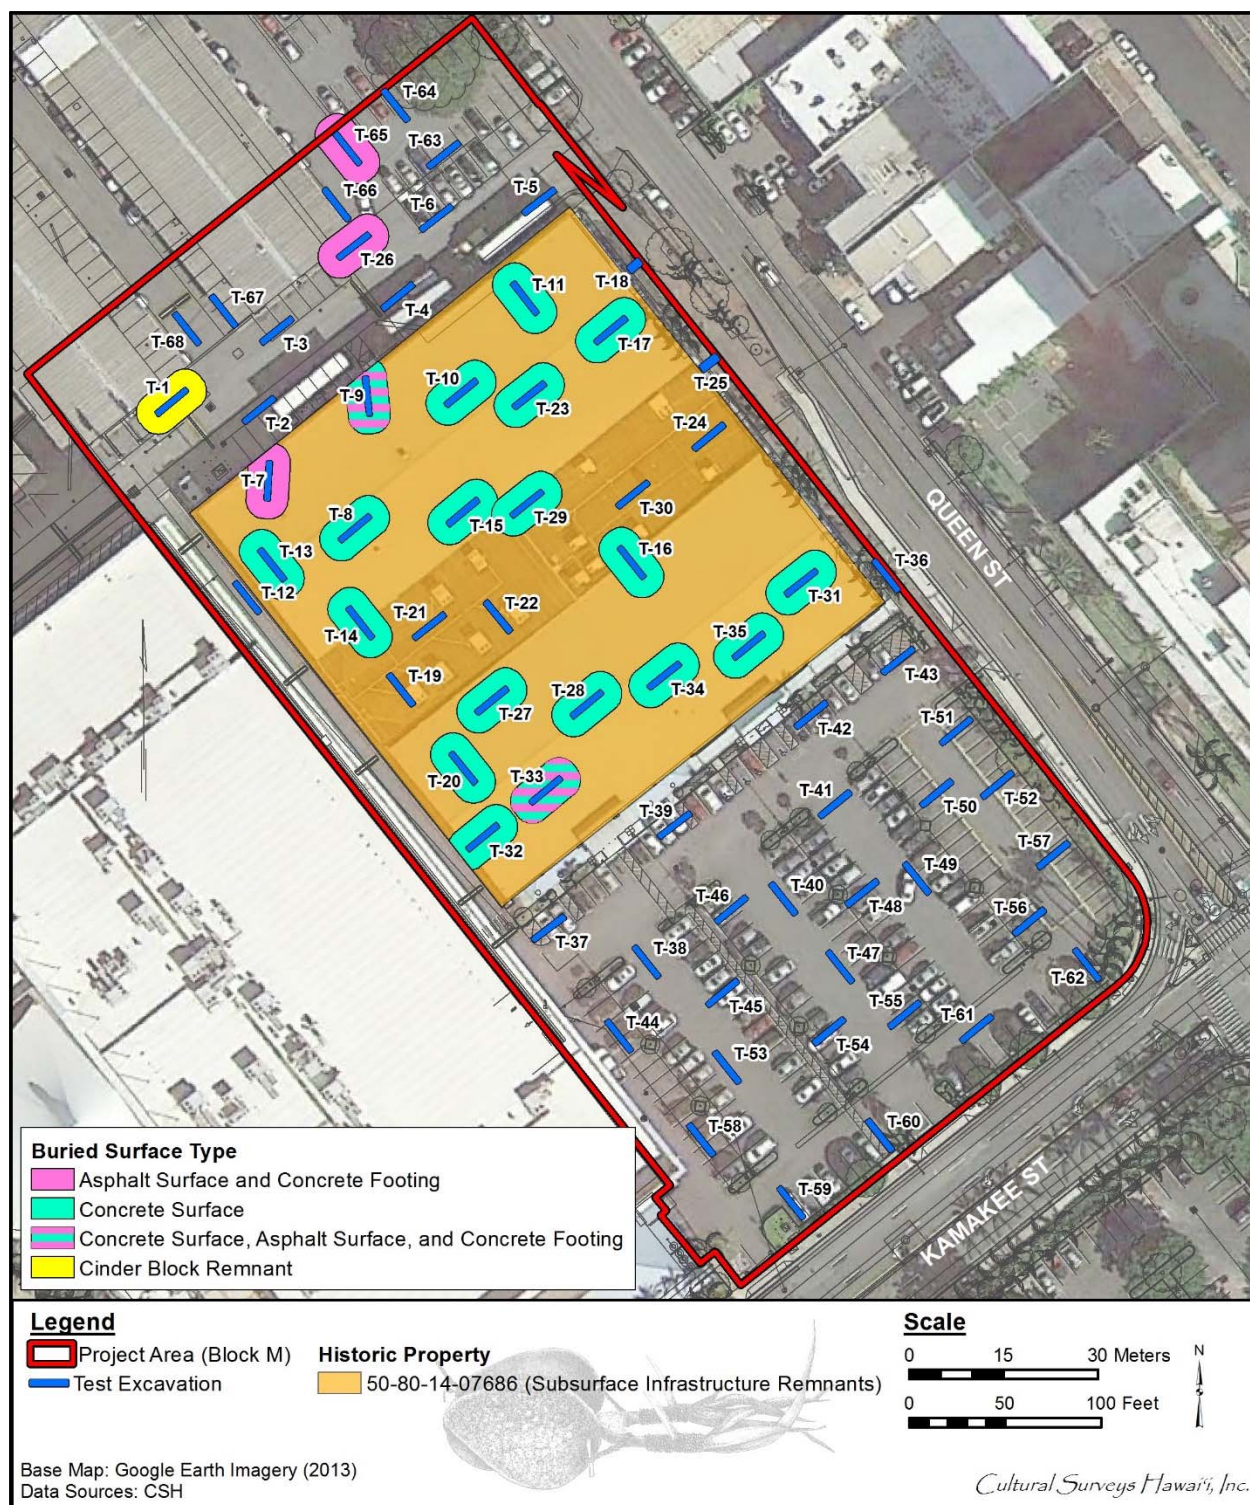 T-64
T-65
T-63
T-66
T-5
T-6
T-26
T-18
T-11
T-67
T-4
T-68
T-3
T-17
T-1
T-9
T-10
T-25
T-23
T-2
T-24
T-7
T-30
QUEEN ST
T-8
T-15
T-29
T-13
T-16
T-36
T-12
T-31
T-22
T-21
T-14
T-35
T-43
T-19
T-34
T-28
T-27
T-42
T-51
T-33
T-20
T-41
T-52
T-50
T-39
T-32
T-57
T-49
T-46
T-40
T-48
T-56
T-37
T-38
T-47
T-62
T-45
T-55
T-61
T-44
T-54
T-53
T-58
T-60
KAMAKEE ST
T-59
Buried Surface Type
Asphalt Surface and Concrete Footing
Concrete Surface
Concrete Surface, Asphalt Surface, and Concrete Footing
Cinder Block Remnant
Legend
Project Area (Block M)
Test Excavation
Historic Property
50-80-14-07686 (Subsurface Infrastructure Remnants)
Scale
0 15 30 Meters
0 50 100 Feet
N
Base Map: Google Earth Imagery (2013)
Data Sources: CSH
Cultural Surveys Hawaiʻi, Inc.